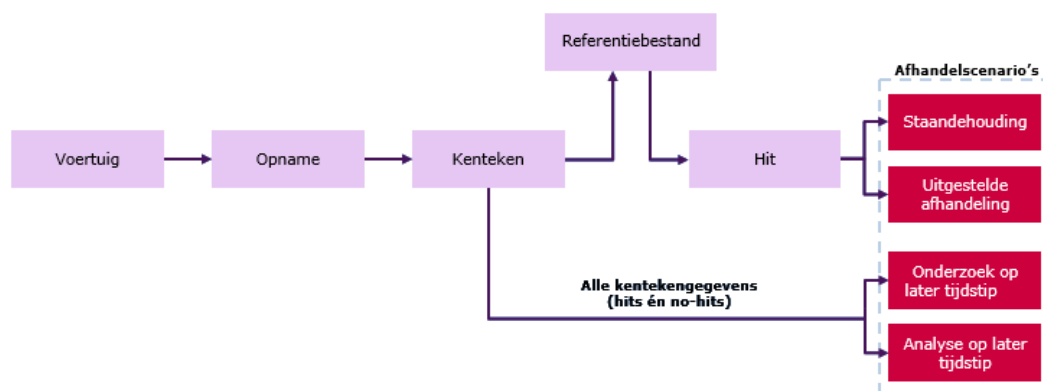 Referentiebestand
Afhandelscenario's
Voertuig
Opname
Kenteken
Hit
Staandehouding
Uitgestelde
afhandeling
Alle kentekengegevens
(hits én no-hits)
Onderzoek op
later tijdstip
Analyse op later
tijdstip